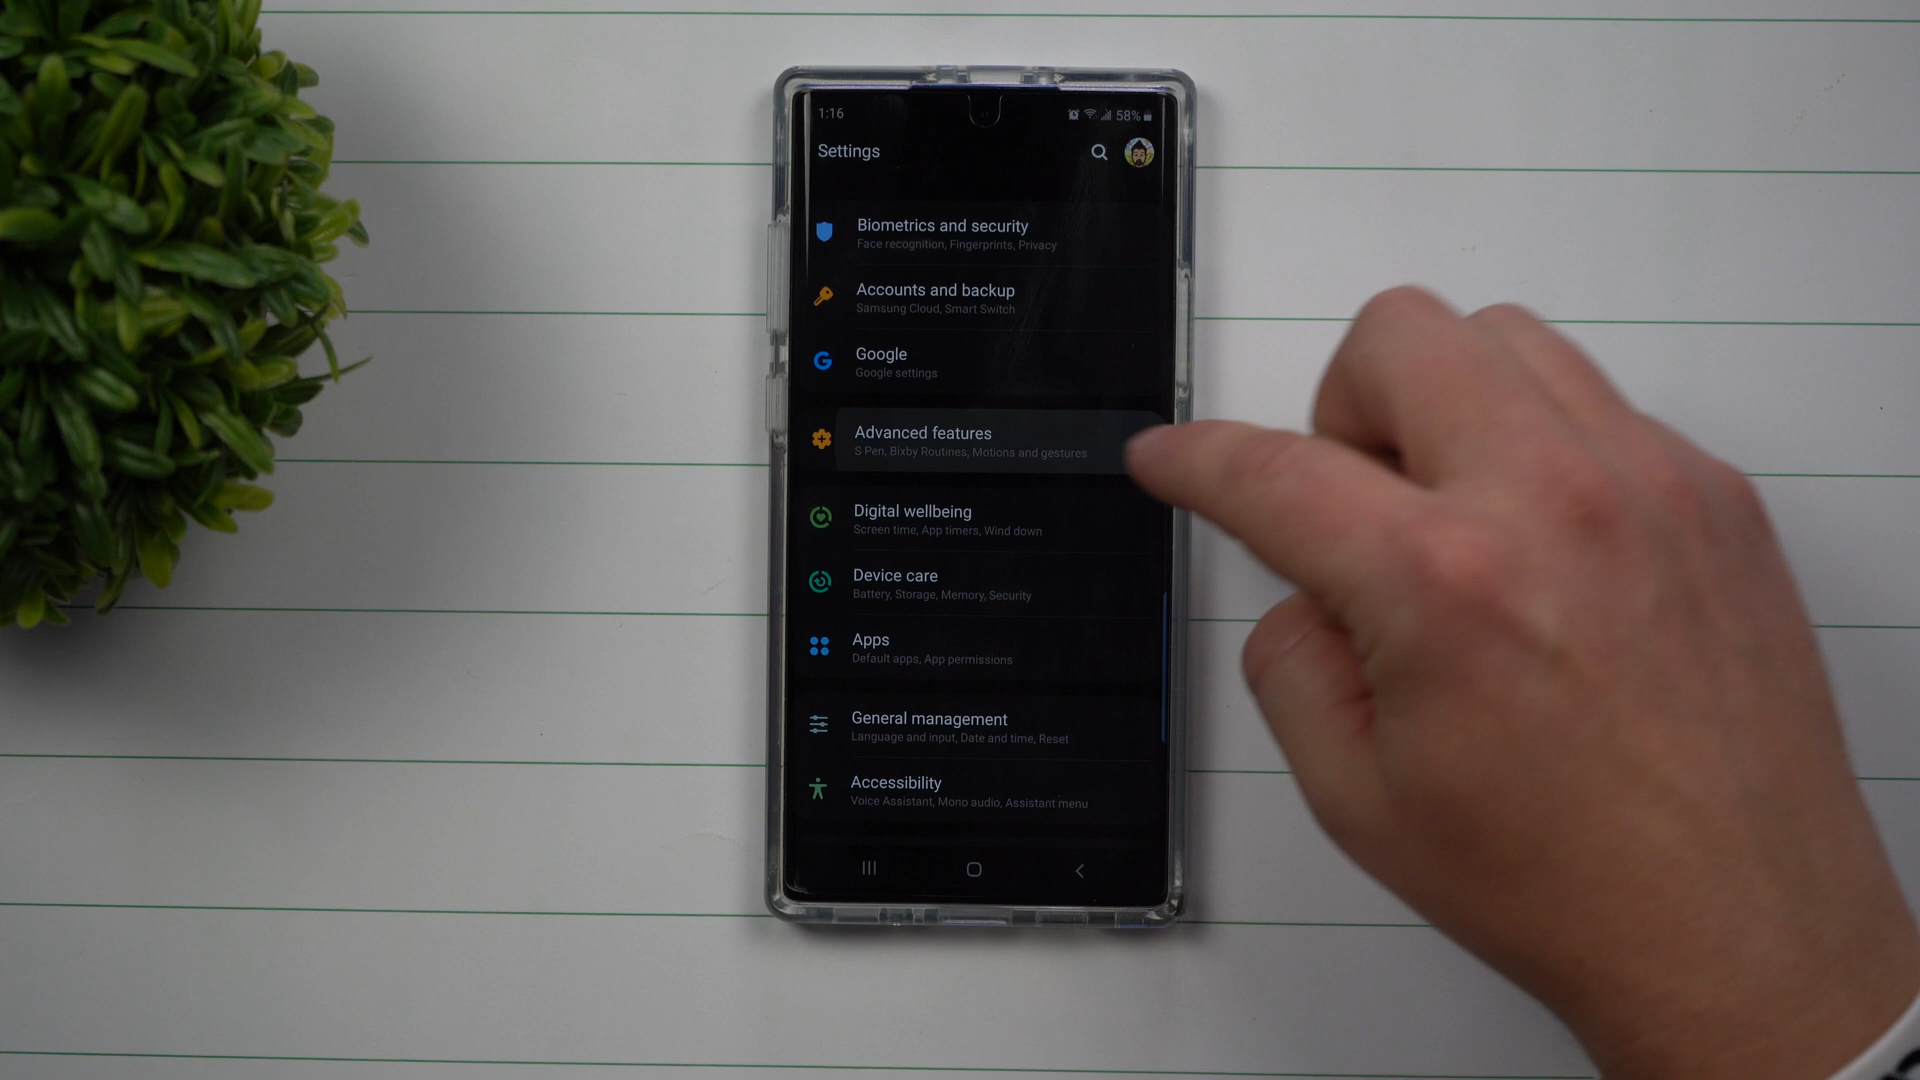 1:16
58%
Settings
Biometrics and security
Face recognition, Fingerprints, Privacy
Accounts and backup
Samsung Cloud, Smart Switch
Google
Google settings
Advanced features
S Pen, Bixby Routines, Motions and gestures
Digital wellbeing
Screen time, App timers, Wind down
Device care
Battery, Storage, Memory, Security
Apps
Default apps, App permissions
General management
Language and input, Date and time, Reset
Accessibility
Voice Assistant, Mono audio, Assistant menu